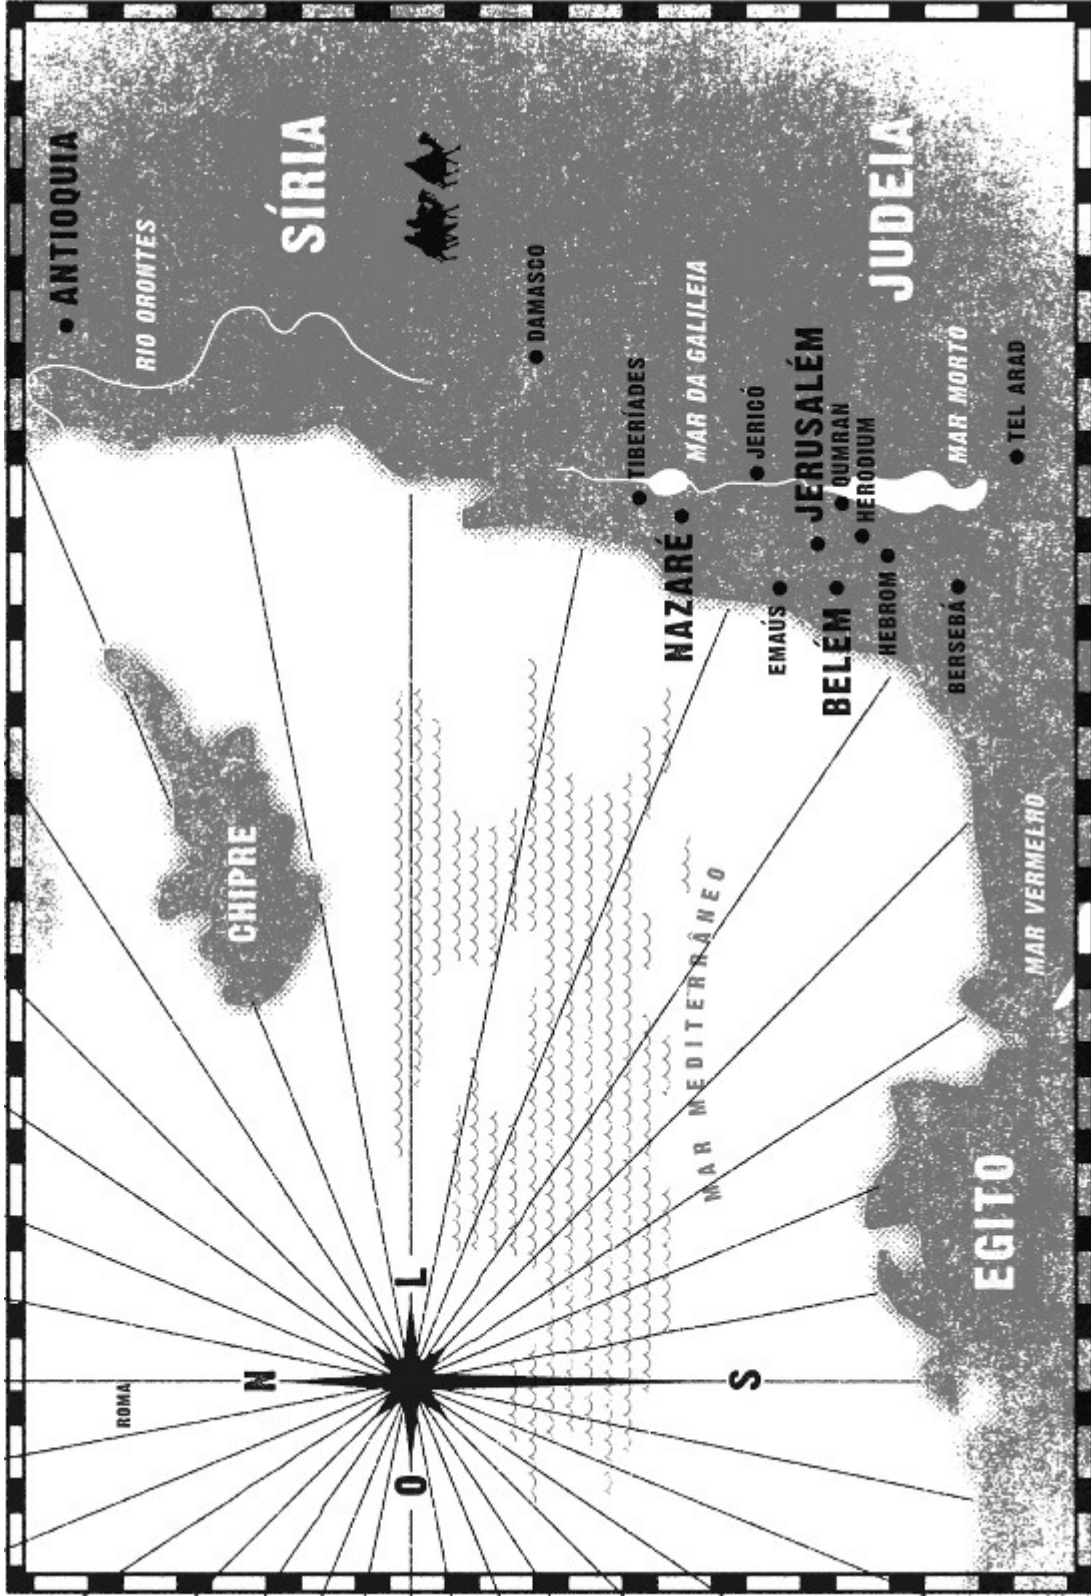 ANTIOQUIA
RIO ORONTES
SÍRIA
CHIPRE
ROMA
N
O
L
S
DAMASCO
TIBERÍADES
MAR DA GALILEIA
NAZARÉ
JERICÓ
EMAÚS
JERUSALÉM
BELÉM
QUMRAN
HERODIUM
HEBROM
JUDEIA
MAR MORTO
BERSEBÁ
TEL ARAD
MAR MEDITERRÂNEO
MAR VERMELHO
EGITO